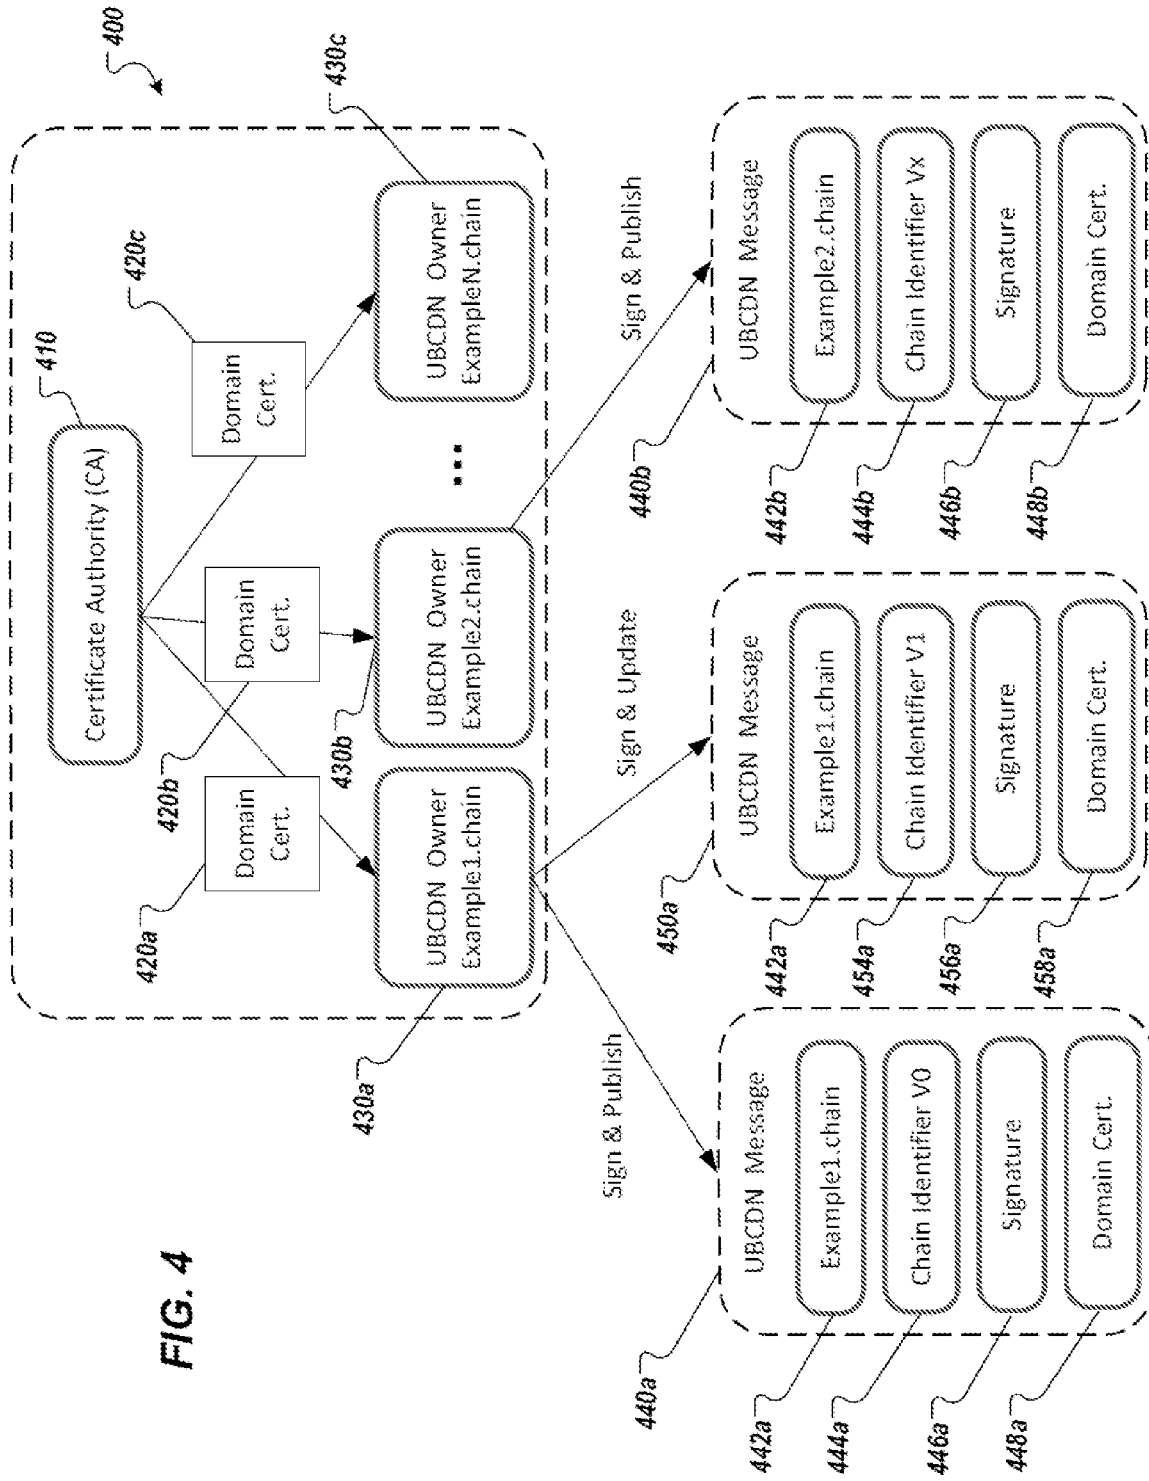 400
Certificate Authority (CA)
410
Domain
Cert.
420a
Domain
Cert.
420b
Domain
Cert.
420c
UBCDN Owner
Example1.chain
430a
UBCDN Owner
Example2.chain
430b
...
UBCDN Owner
ExampleN.chain
430c
Sign & Publish
Sign & Update
Sign & Publish
440a
UBCDN Message
442a
Example1.chain
444a
Chain Identifier V0
446a
Signature
448a
Domain Cert.
450a
UBCDN Message
442a
Example1.chain
454a
Chain Identifier V1
456a
Signature
458a
Domain Cert.
440b
UBCDN Message
442b
Example2.chain
444b
Chain Identifier Vx
446b
Signature
448b
Domain Cert.
FIG. 4